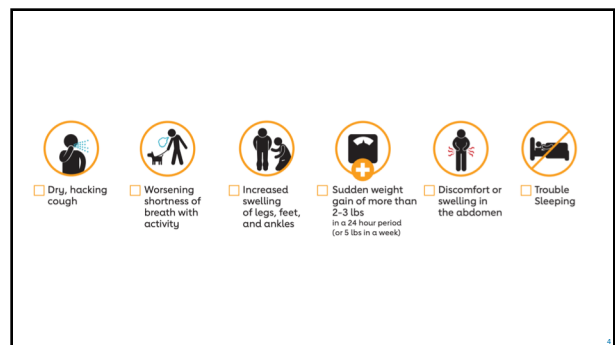 Dry, hacking
cough
Worsening
shortness of
breath with
activity
Increased
swelling
of legs, feet,
and ankles
Sudden weight
gain of more than
2-3 lbs
in a 24 hour period
(or 5 lbs in a week)
Discomfort or
swelling in
the abdomen
Trouble
Sleeping
4